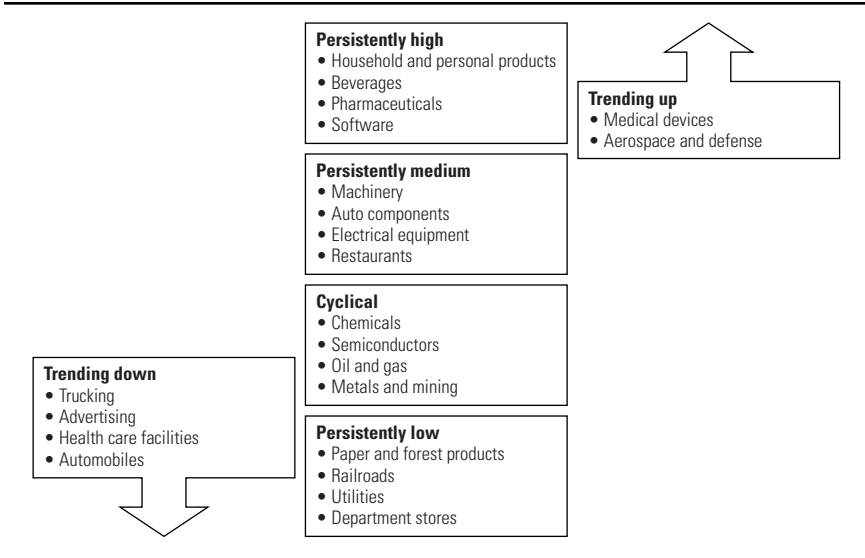 Persistently high
• Household and personal products
• Beverages
• Pharmaceuticals
• Software
Trending up
• Medical devices
• Aerospace and defense
Persistently medium
• Machinery
• Auto components
• Electrical equipment
• Restaurants
Cyclical
• Chemicals
• Semiconductors
• Oil and gas
• Metals and mining
Trending down
• Trucking
• Advertising
• Health care facilities
• Automobiles
Persistently low
• Paper and forest products
• Railroads
• Utilities
• Department stores